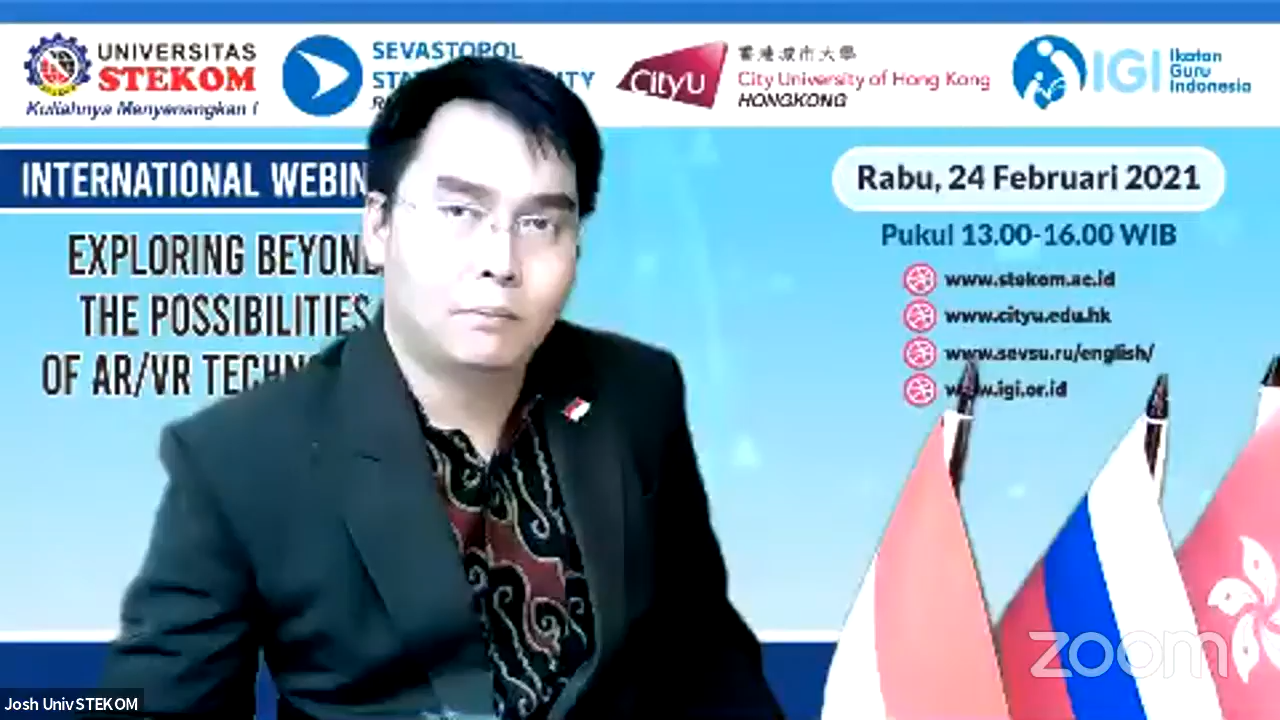 UNIVERSITAS
STEKOM
Kuliahnya Menyenangkan !
SEVASTOPOL
STA
CityU
香港城市大學
City University of Hong Kong
HONGKONG
IGI
Ikatan
Guru
Indonesia
INTERNATIONAL WEBIN
EXPLORING BEYOND
THE POSSIBILITIES
OF AR/VR TECHN
Rabu, 24 Februari 2021
Pukul 13.00-16.00 WIB
www.stekom.ac.id
www.cityu.edu.hk
www.sevsu.ru/english/
www.igi.or.id
zoom
Josh UnivSTEKOM